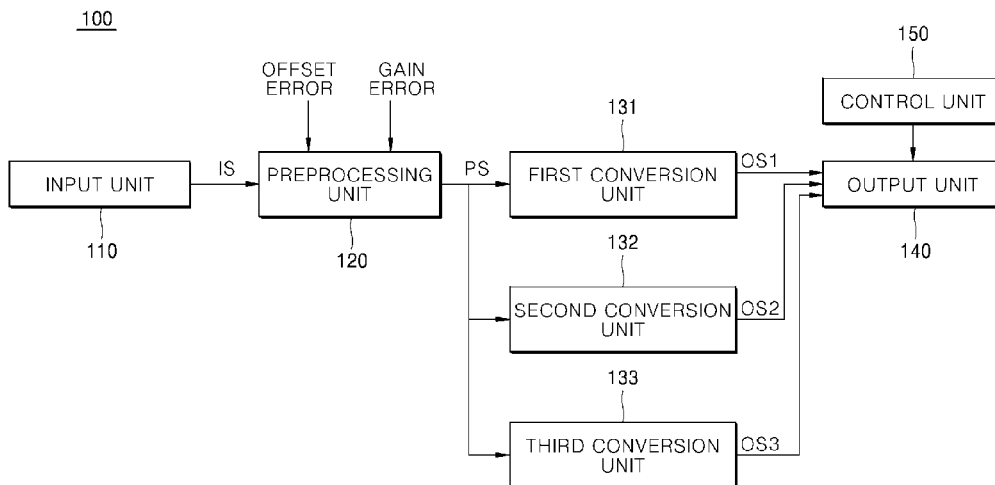 100
150
OFFSET
ERROR
GAIN
ERROR
131
CONTROL UNIT
IS
PS
OS1
INPUT UNIT
PREPROCESSING
UNIT
FIRST CONVERSION
UNIT
OUTPUT UNIT
110
120
132
140
SECOND CONVERSION
UNIT
OS2
133
THIRD CONVERSION
UNIT
OS3